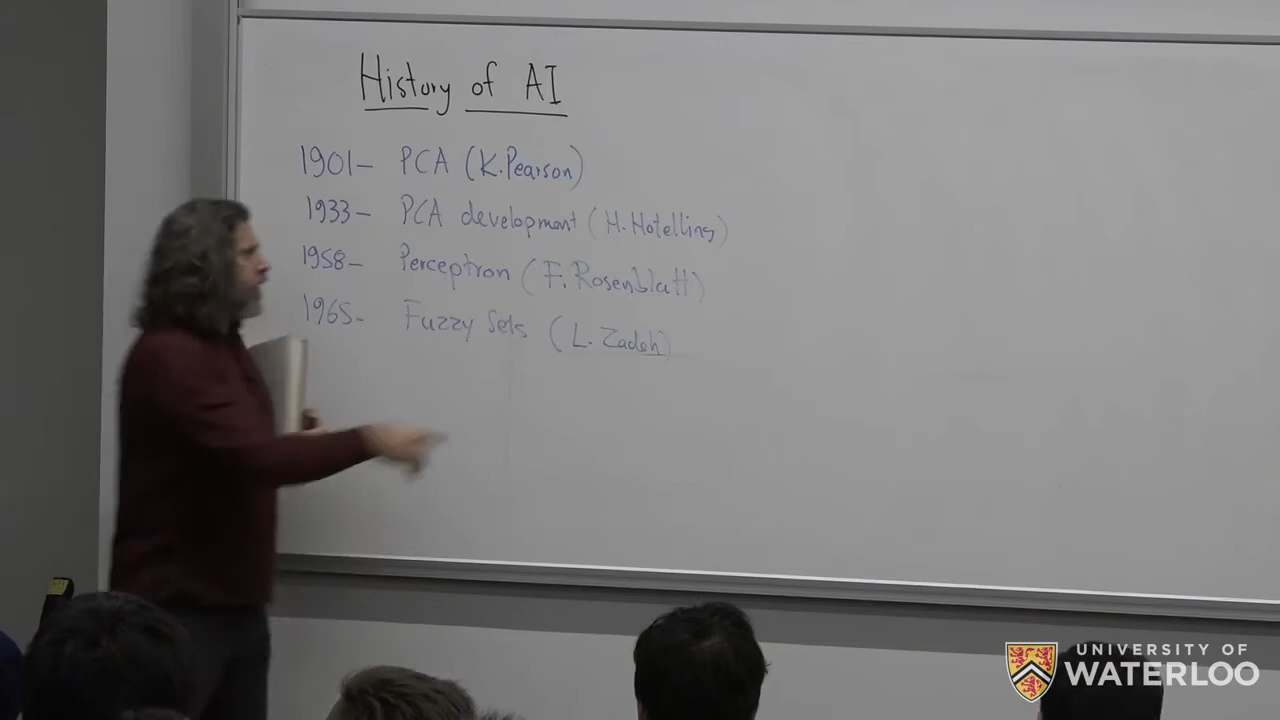 History of AI
1901- PCA (K. Pearson)
1933- PCA development (H. Hotelling)
1958- Perceptron (F. Rosenblatt)
1965- Fuzzy Sets (L. Zadeh)
UNIVERSITY OF
WATERLOO